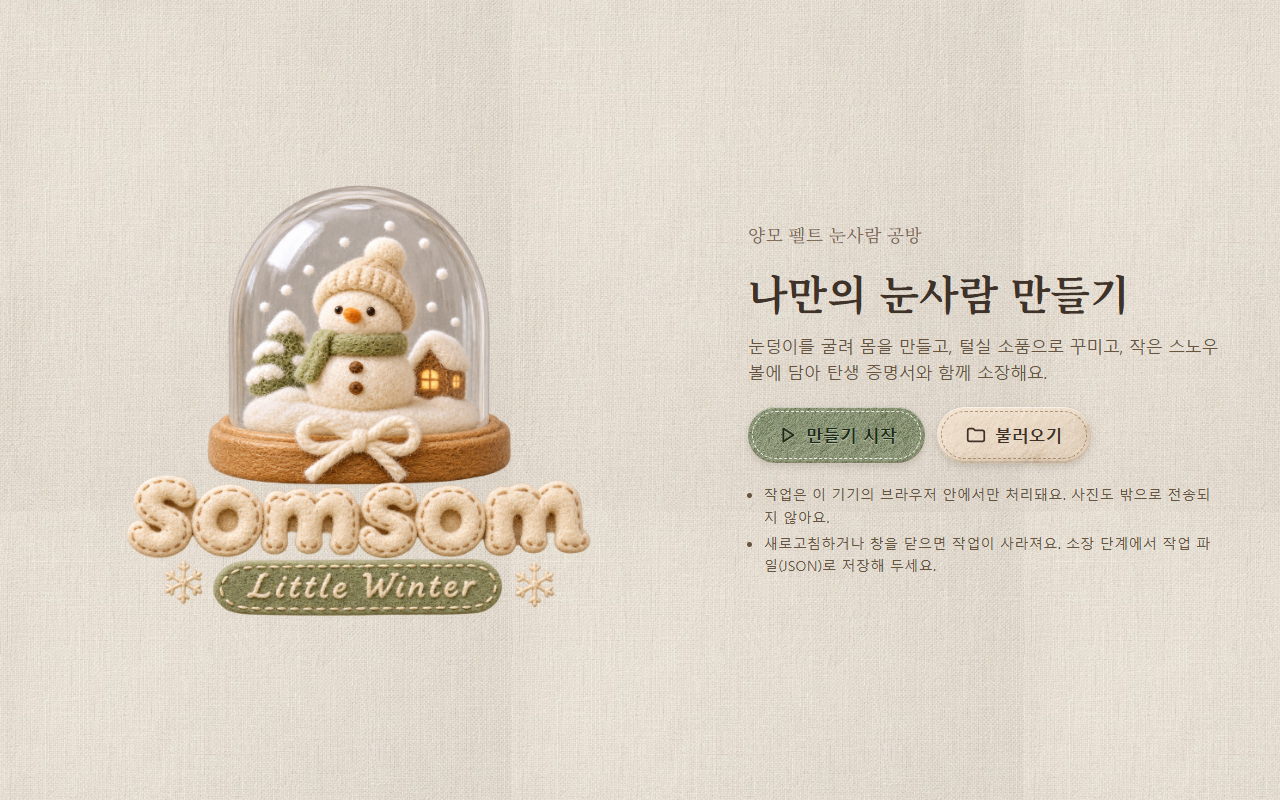 Somsom
Little Winter
양모 펠트 눈사람 공방
나만의 눈사람 만들기
눈덩이를 굴려 몸을 만들고, 털실 소품으로 꾸미고, 작은 스노우
볼에 담아 탄생 증명서와 함께 소장해요.
만들기 시작
불러오기
작업은 이 기기의 브라우저 안에서만 처리돼요. 사진도 밖으로 전송되
지 않아요.
새로고침하거나 창을 닫으면 작업이 사라져요. 소장 단계에서 작업 파
일(JSON)로 저장해 두세요.